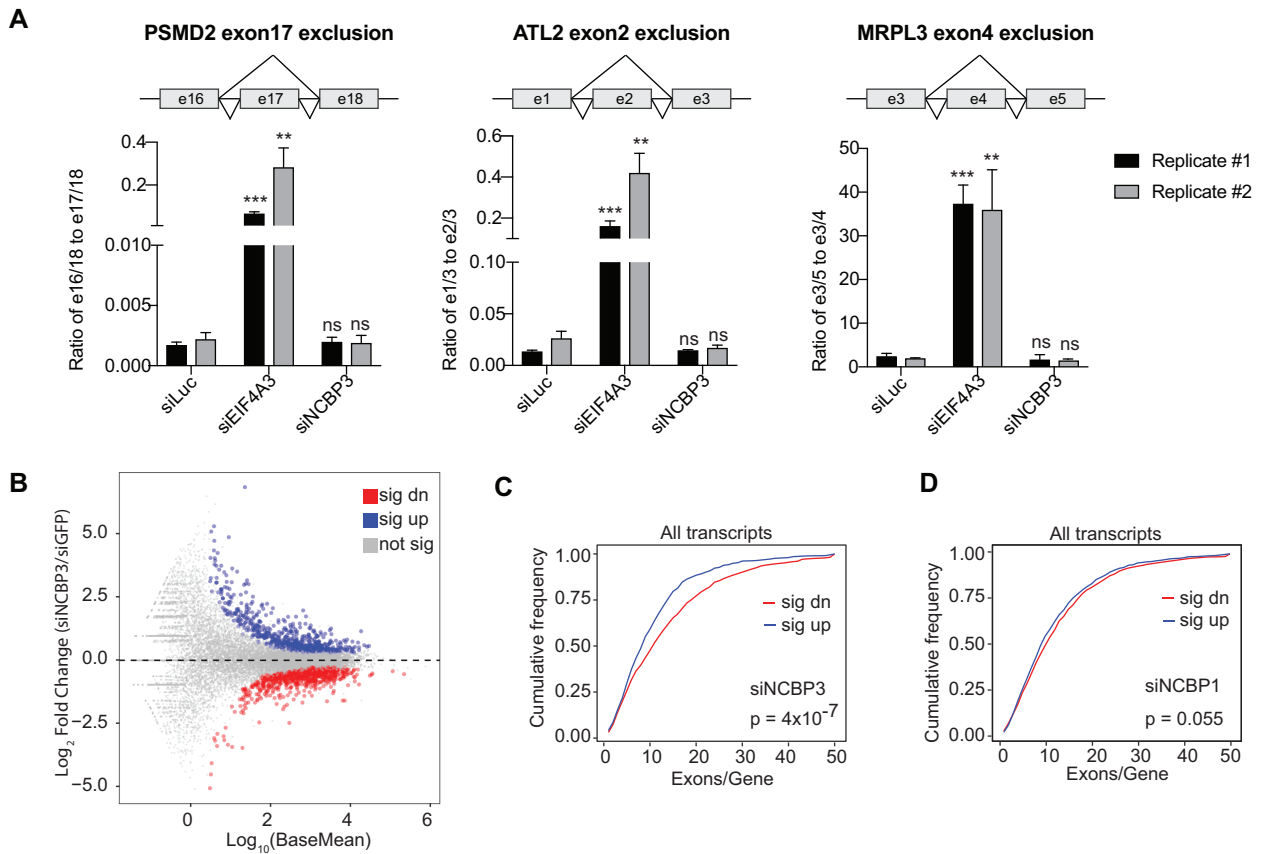 A
PSMD2 exon17 exclusion
ATL2 exon2 exclusion
MRPL3 exon4 exclusion
e16 e17 e18
e1 e2 e3
e3 e4 e5
Ratio of e16/18 to e17/18
0.4
0.2
0.010
0.005
0.000
***
**
ns ns
siLuc
siEIF4A3
siNCBP3
Ratio of e1/3 to e2/3
0.6
0.4
0.2
0.10
0.05
0.00
***
**
ns ns
siLuc
siEIF4A3
siNCBP3
Ratio of e3/5 to e3/4
50
40
30
20
10
0
***
**
ns ns
siLuc
siEIF4A3
siNCBP3
Replicate #1
Replicate #2
B
Log2 Fold Change (siNCBP3/siGFP)
5.0
2.5
0.0
−2.5
−5.0
sig dn
sig up
not sig
0 2 4 6
Log10(BaseMean)
C
All transcripts
Cumulative frequency
1.00
0.75
0.50
0.25
0.00
sig dn
sig up
siNCBP3
p = 4x10-7
0 10 20 30 40 50
Exons/Gene
D
All transcripts
Cumulative frequency
1.00
0.75
0.50
0.25
0.00
sig dn
sig up
siNCBP1
p = 0.055
0 10 20 30 40 50
Exons/Gene